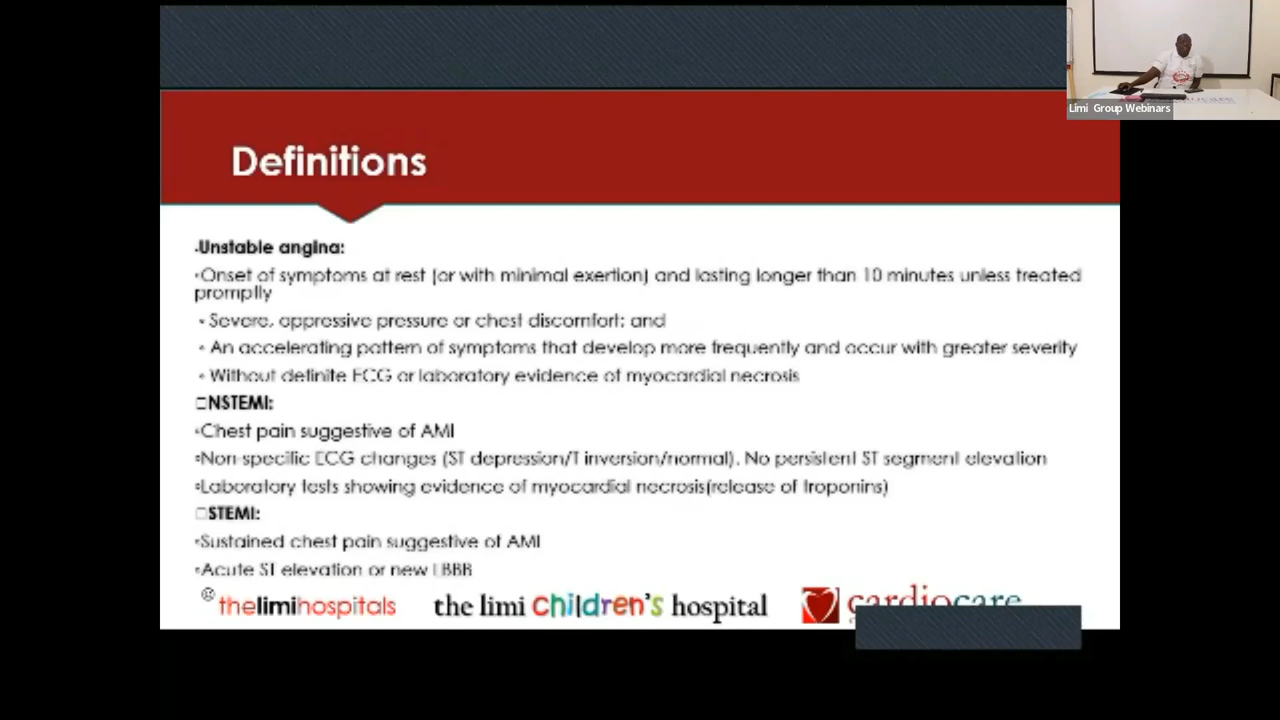 Limi Group Webinars
Definitions
•Unstable angina:
•Onset of symptoms at rest (or with minimal exertion) and lasting longer than 10 minutes unless treated
promptly
• Severe, oppressive pressure or chest discomfort; and
• An accelerating pattern of symptoms that develop more frequently and occur with greater severity
• Without definite ECG or laboratory evidence of myocardial necrosis
□NSTEMI:
•Chest pain suggestive of AMI
•Non-specific ECG changes (ST depression/T inversion/normal). No persistent ST segment elevation
•Laboratory tests showing evidence of myocardial necrosis(release of troponins)
□STEMI:
•Sustained chest pain suggestive of AMI
•Acute ST elevation or new LBBB
thelimihospitals the limi children's hospital cardiocare